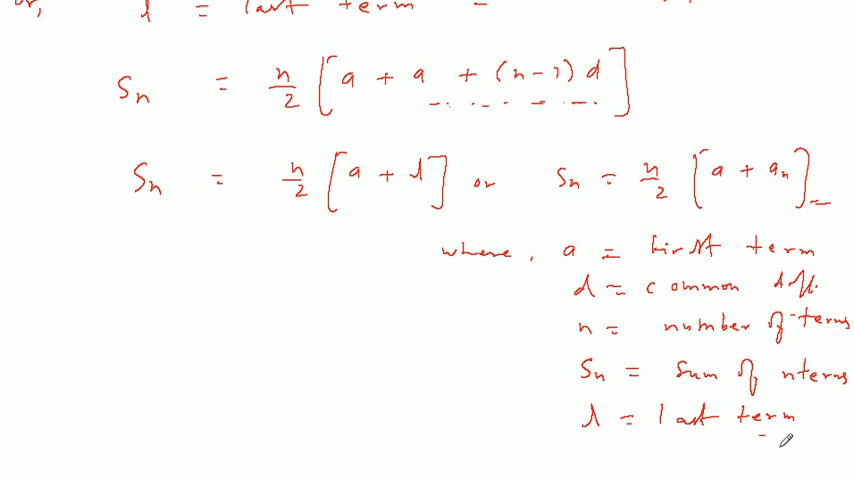 or, l = last term =
Sn = n/2 [a + a + (n-1)d]
Sn = n/2 [a + l] or Sn = n/2 [a + an]
where, a = first term
d = common diff.
n = number of terms
Sn = sum of n terms
l = last term